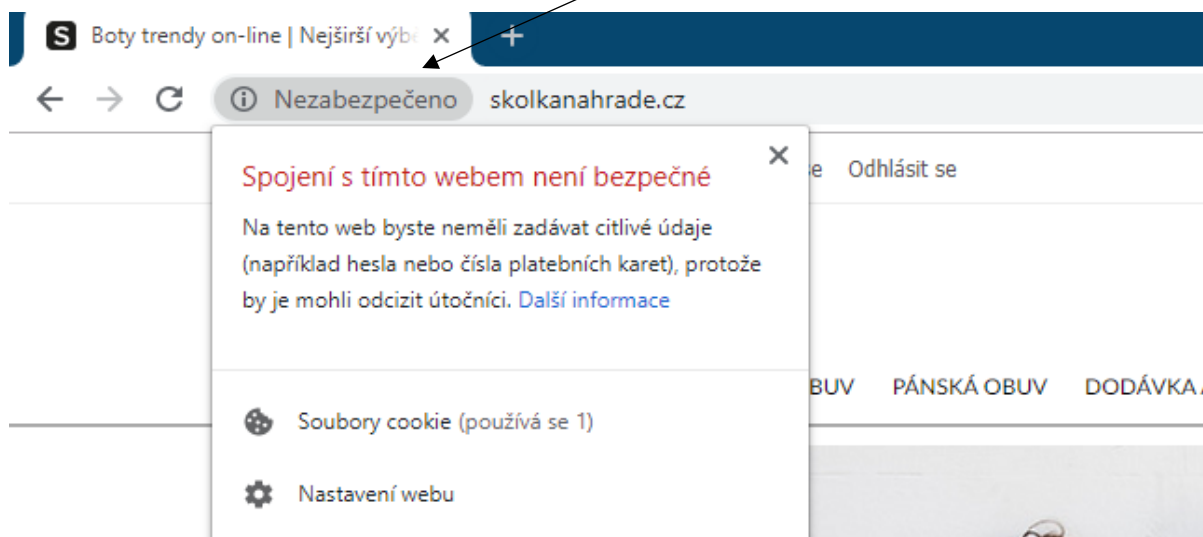 S Boty trendy on-line | Nejširší výbě
Nezabezpečeno skolkanahrade.cz
se Odhlásit se
Spojení s tímto webem není bezpečné
Na tento web byste neměli zadávat citlivé údaje
(například hesla nebo čísla platebních karet), protože
by je mohli odcizit útočníci. Další informace
BUV PÁNSKÁ OBUV DODÁVKA
Soubory cookie (používá se 1)
Nastavení webu